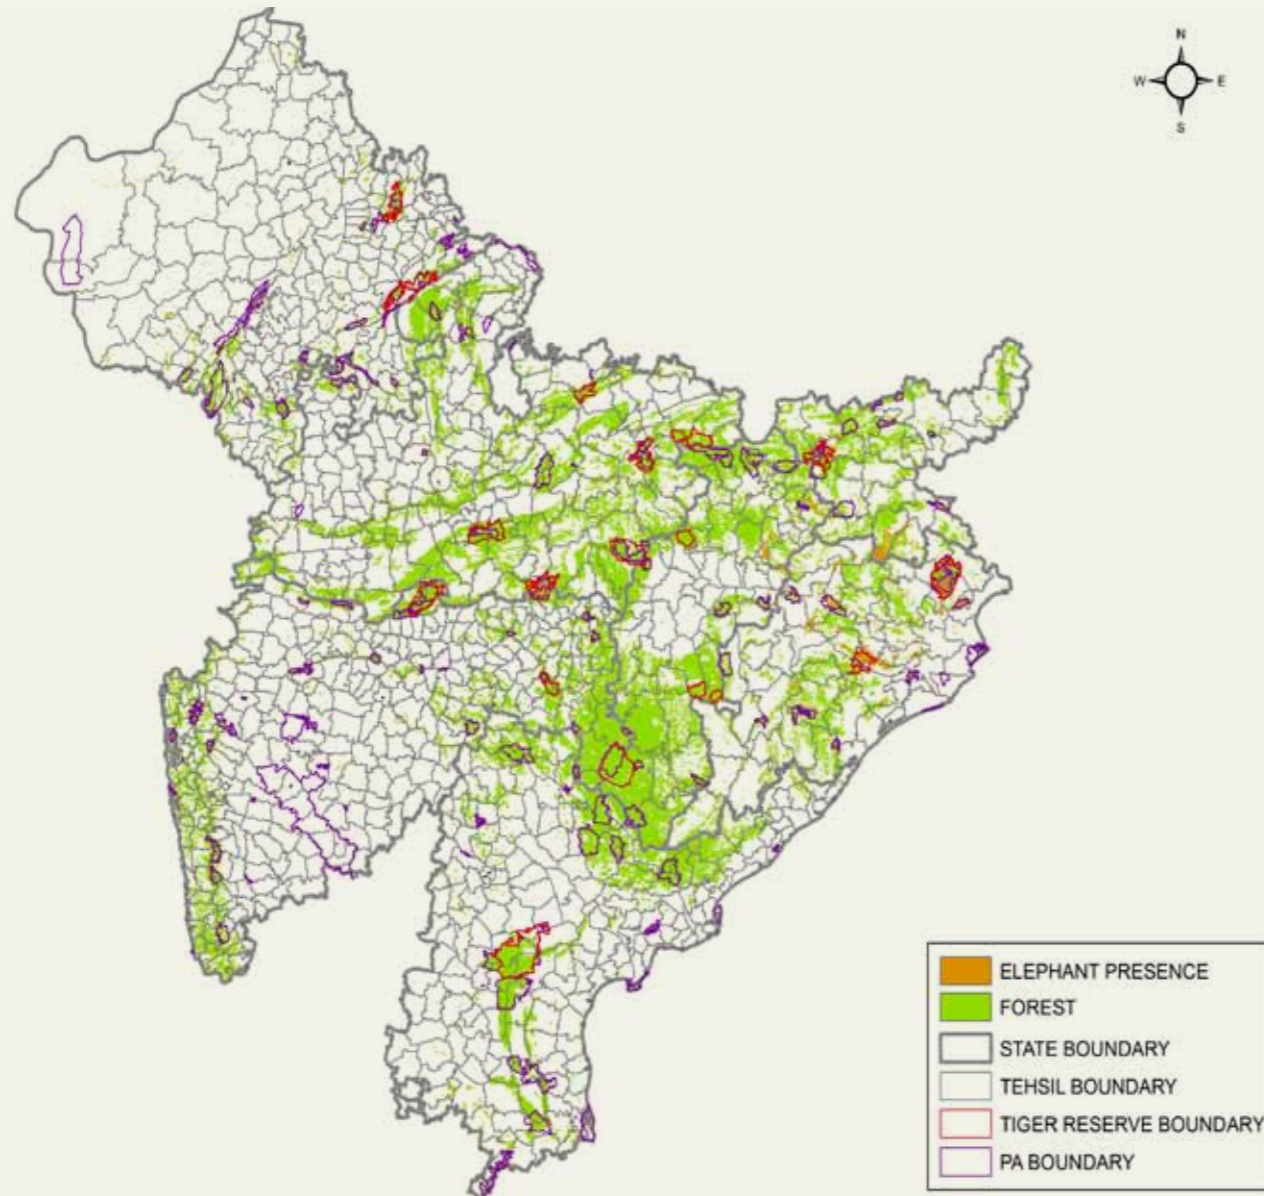 N
W E
S
ELEPHANT PRESENCE
FOREST
STATE BOUNDARY
TEHSIL BOUNDARY
TIGER RESERVE BOUNDARY
PA BOUNDARY